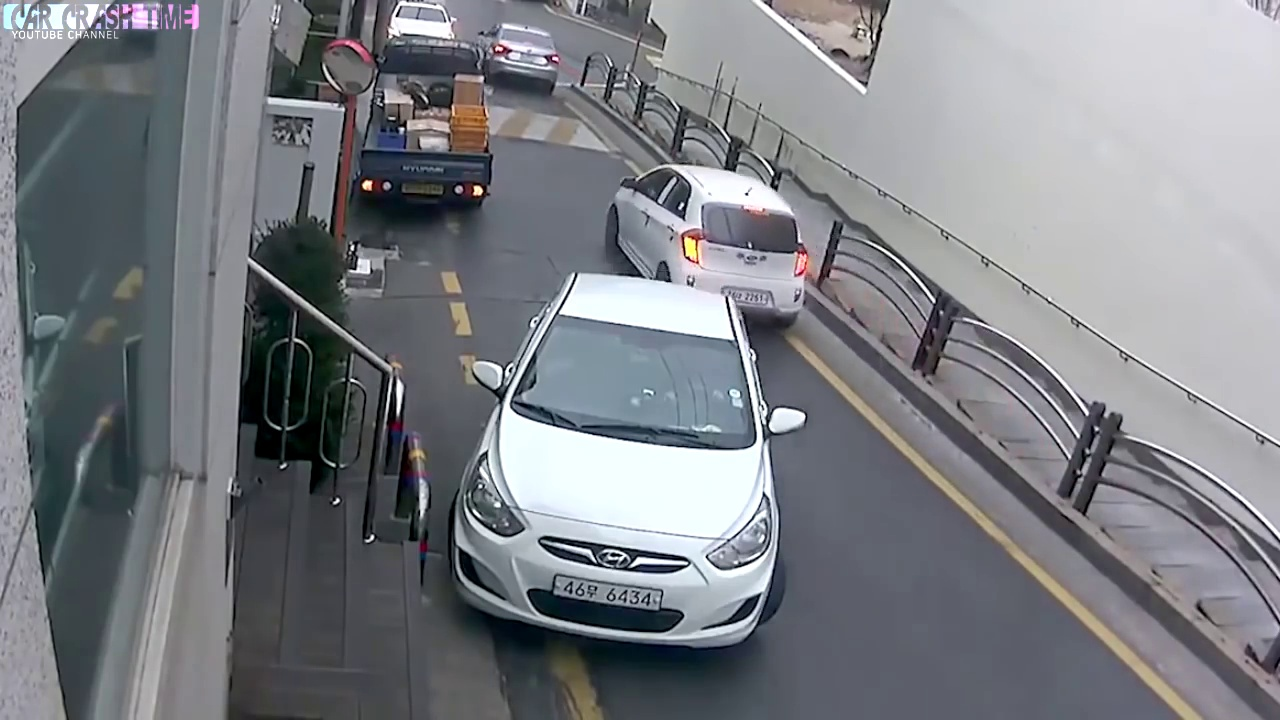 CAR CRASH TIME
YOUTUBE CHANNEL
HYUNDAI
46무 6434